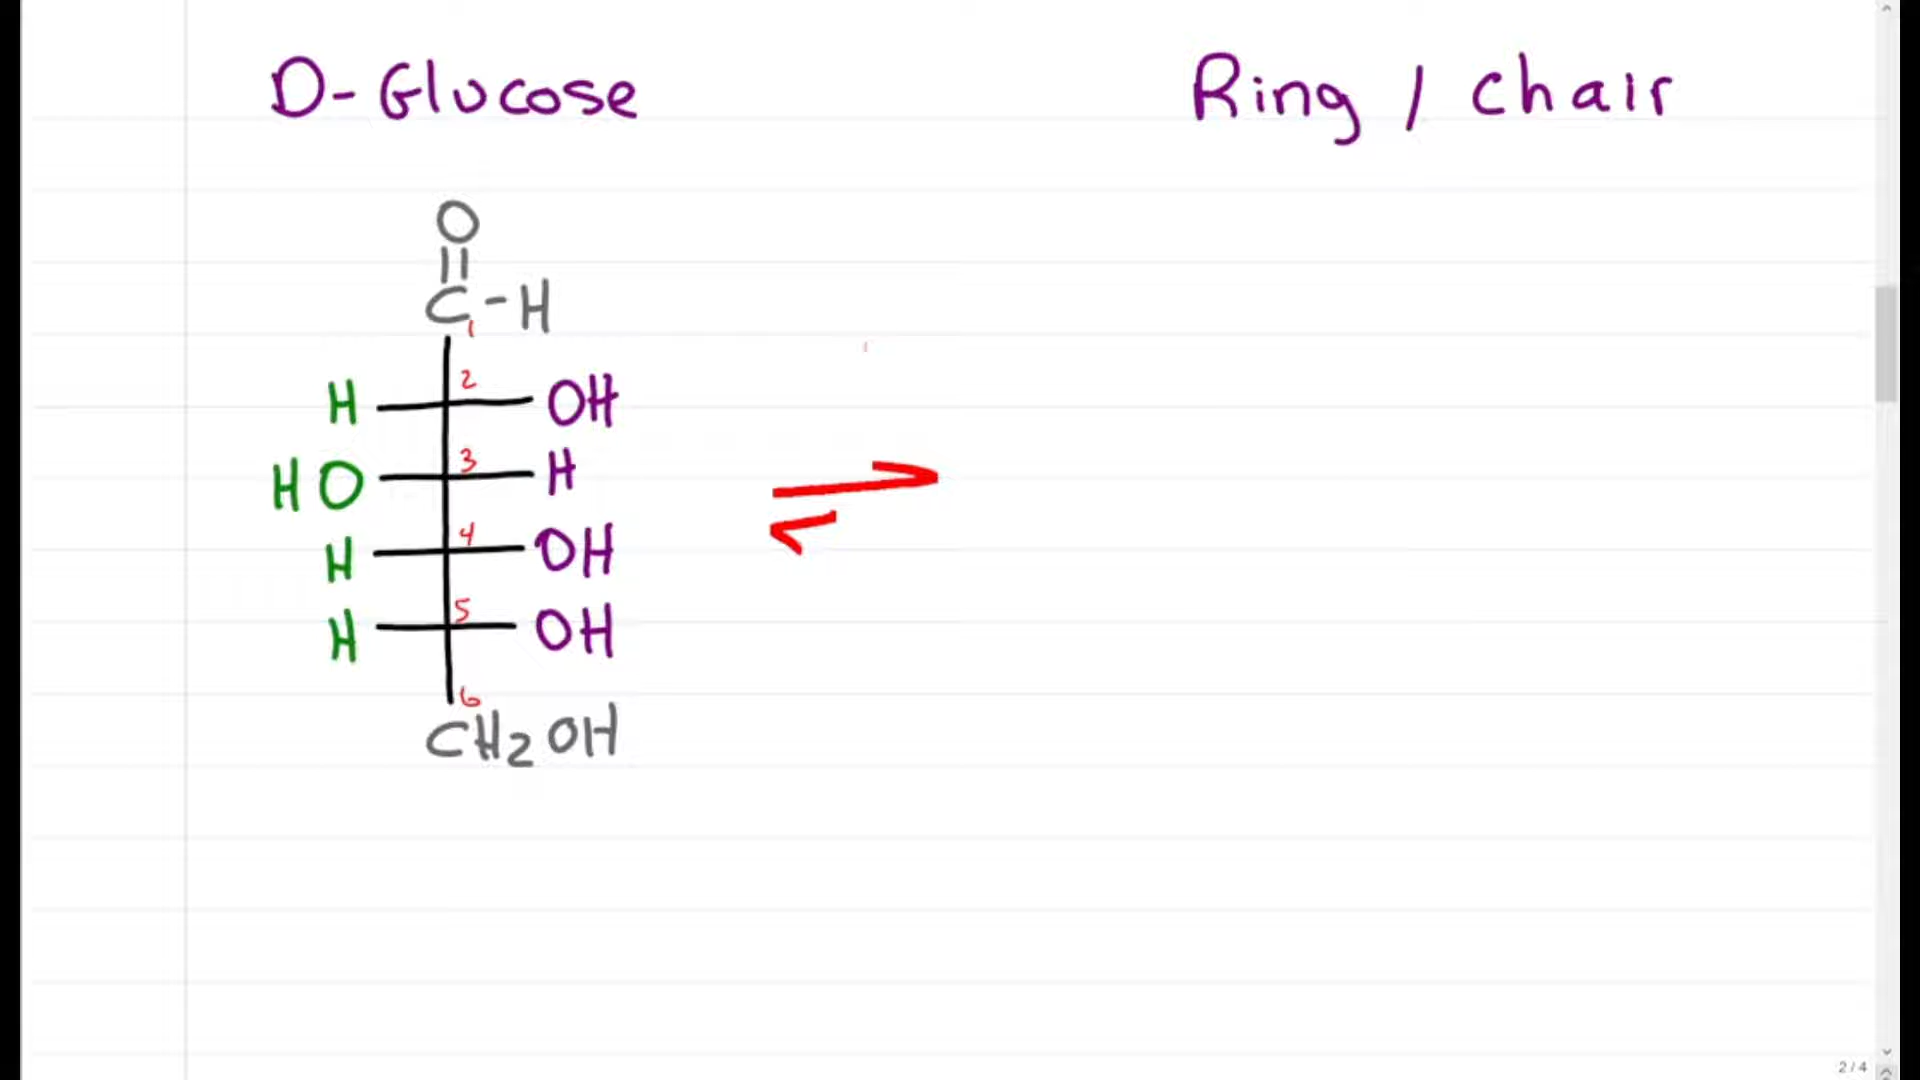 D-Glucose
Ring / chair
O
C-H
1
2
H OH
3
HO H
4
H OH
5
H OH
6
CH2OH
2/4